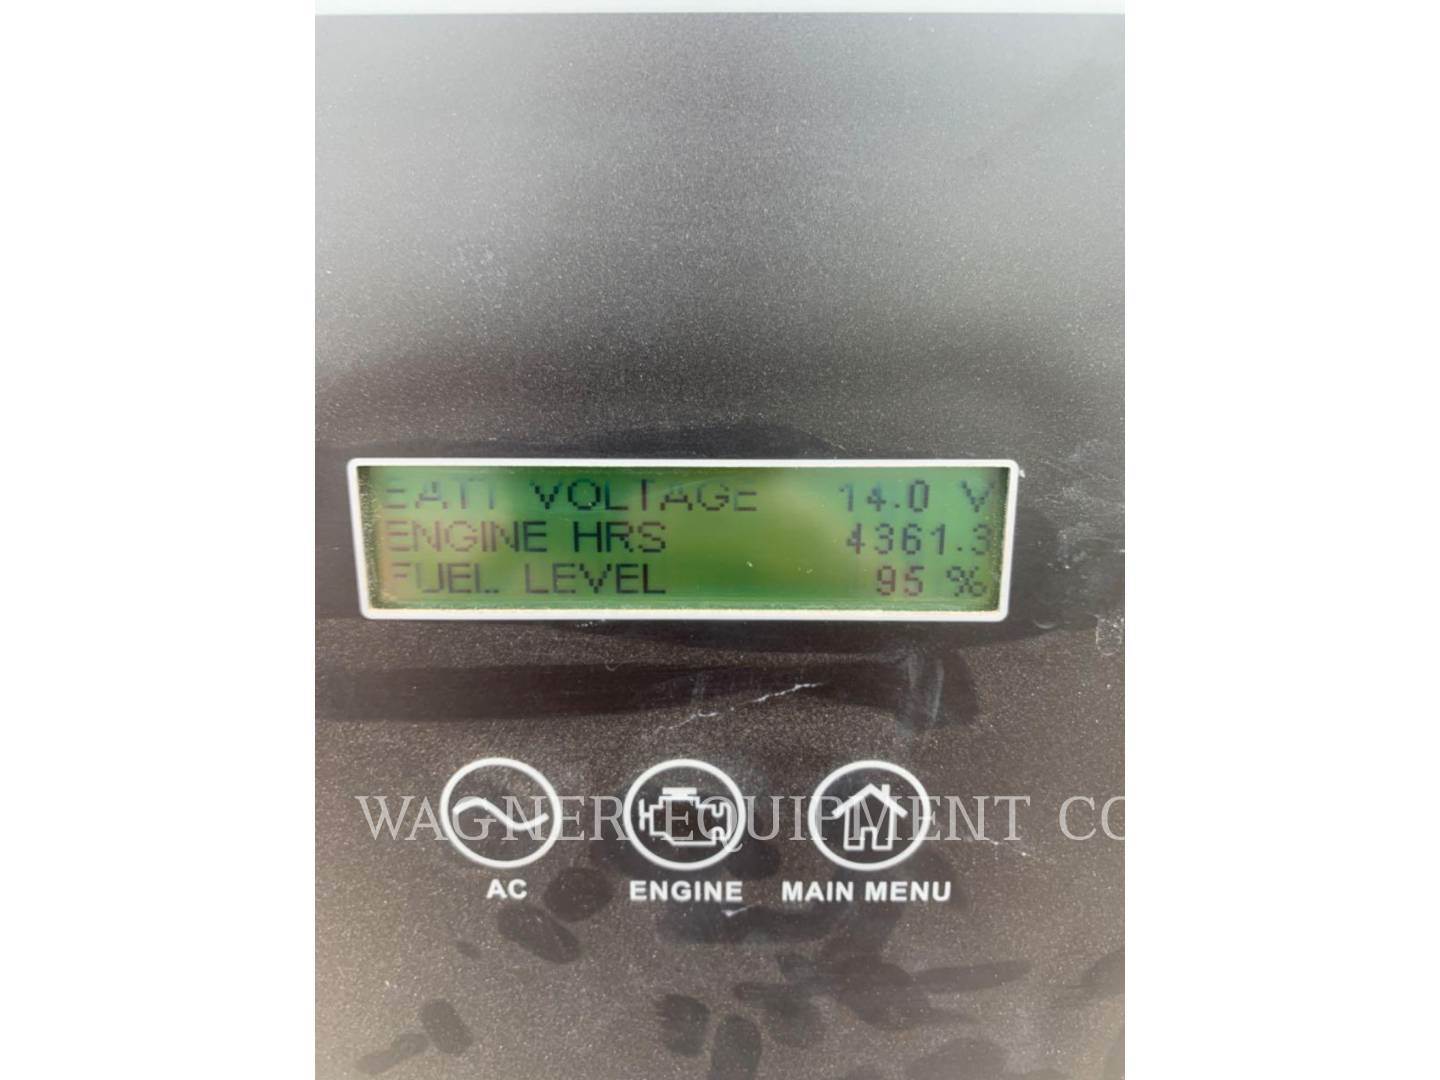 BATT VOLTAGE 14.0 V
ENGINE HRS 4361.3
FUEL LEVEL 95 %
WAGNER EQUIPMENT CO
AC ENGINE MAIN MENU